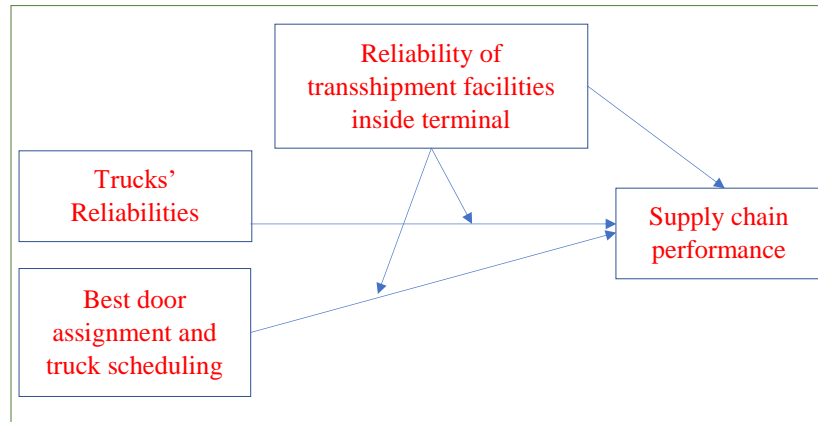 Reliability of
transshipment facilities
inside terminal
Trucks’
Reliabilities
Supply chain
performance
Best door
assignment and
truck scheduling